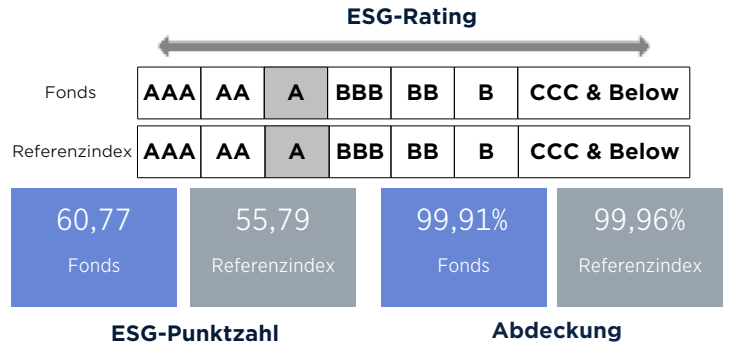 ESG-Rating
Fonds AAA AA A BBB BB B CCC & Below
Referenzindex AAA AA A BBB BB B CCC & Below
60,77 55,79 99,91% 99,96%
Fonds Referenzindex Fonds Referenzindex
ESG-Punktzahl Abdeckung